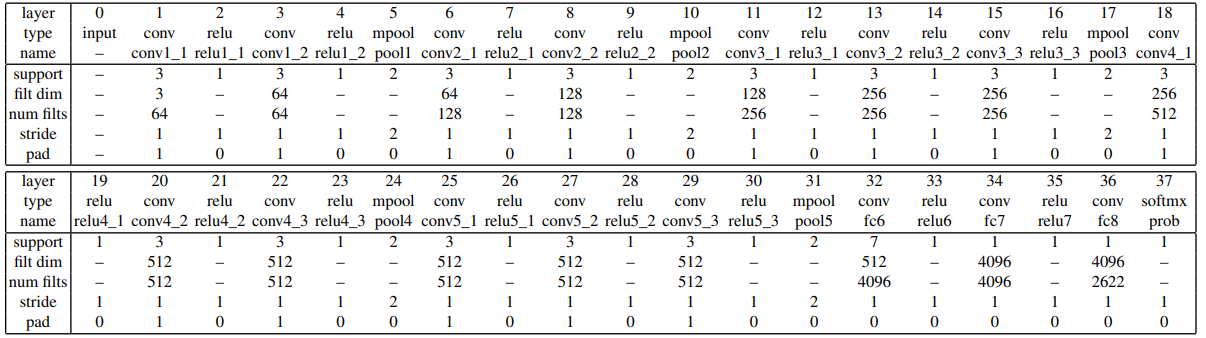 layer 0 1 2 3 4 5 6 7 8 9 10 11 12 13 14 15 16 17 18
type input conv relu conv relu mpool conv relu conv relu mpool conv relu conv relu conv relu mpool conv
name – conv1_1 relu1_1 conv1_2 relu1_2 pool1 conv2_1 relu2_1 conv2_2 relu2_2 pool2 conv3_1 relu3_1 conv3_2 relu3_2 conv3_3 relu3_3 pool3 conv4_1
support – 3 1 3 1 2 3 1 3 1 2 3 1 3 1 3 1 2 3
filt dim – 3 – 64 – – 64 – 128 – – 128 – 256 – 256 – – 256
num filts – 64 – 64 – – 128 – 128 – – 256 – 256 – 256 – – 512
stride – 1 1 1 1 2 1 1 1 1 2 1 1 1 1 1 1 2 1
pad – 1 0 1 0 0 1 0 1 0 0 1 0 1 0 1 0 0 1
layer 19 20 21 22 23 24 25 26 27 28 29 30 31 32 33 34 35 36 37
type relu conv relu conv relu mpool conv relu conv relu conv relu mpool conv relu conv relu conv softmx
name relu4_1 conv4_2 relu4_2 conv4_3 relu4_3 pool4 conv5_1 relu5_1 conv5_2 relu5_2 conv5_3 relu5_3 pool5 fc6 relu6 fc7 relu7 fc8 prob
support 1 3 1 3 1 2 3 1 3 1 3 1 2 7 1 1 1 1 1
filt dim – 512 – 512 – – 512 – 512 – 512 – – 512 – 4096 – 4096 –
num filts – 512 – 512 – – 512 – 512 – 512 – – 4096 – 4096 – 2622 –
stride 1 1 1 1 1 2 1 1 1 1 1 1 2 1 1 1 1 1 1
pad 0 1 0 1 0 0 1 0 1 0 1 0 0 0 0 0 0 0 0